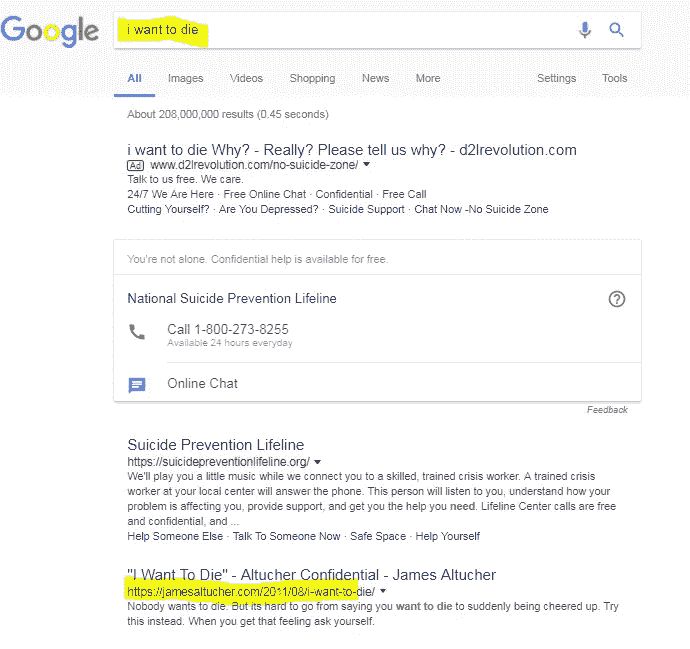 Google
i want to die
All Images Videos Shopping News More Settings Tools
About 208,000,000 results (0.45 seconds)
i want to die Why? - Really? Please tell us why? - d2lrevolution.com
Ad www.d2lrevolution.com/no-suicide-zone/
Talk to us free. We care.
24/7 We Are Here · Free Online Chat · Confidential · Free Call
Cutting Yourself? · Are You Depressed? · Suicide Support · Chat Now -No Suicide Zone
You're not alone. Confidential help is available for free.
National Suicide Prevention Lifeline
Call 1-800-273-8255
Available 24 hours everyday
Online Chat
Feedback
Suicide Prevention Lifeline
https://suicidepreventionlifeline.org/
We'll play you a little music while we connect you to a skilled, trained crisis worker. A trained crisis
worker at your local center will answer the phone. This person will listen to you, understand how your
problem is affecting you, provide support, and get you the help you need. Lifeline Center calls are free
and confidential, and ...
Help Someone Else · Talk To Someone Now · Safe Space · Help Yourself
"I Want To Die" - Altucher Confidential - James Altucher
https://jamesaltucher.com/2011/08/i-want-to-die/
Nobody wants to die. But its hard to go from saying you want to die to suddenly being cheered up. Try
this instead. When you get that feeling ask yourself.